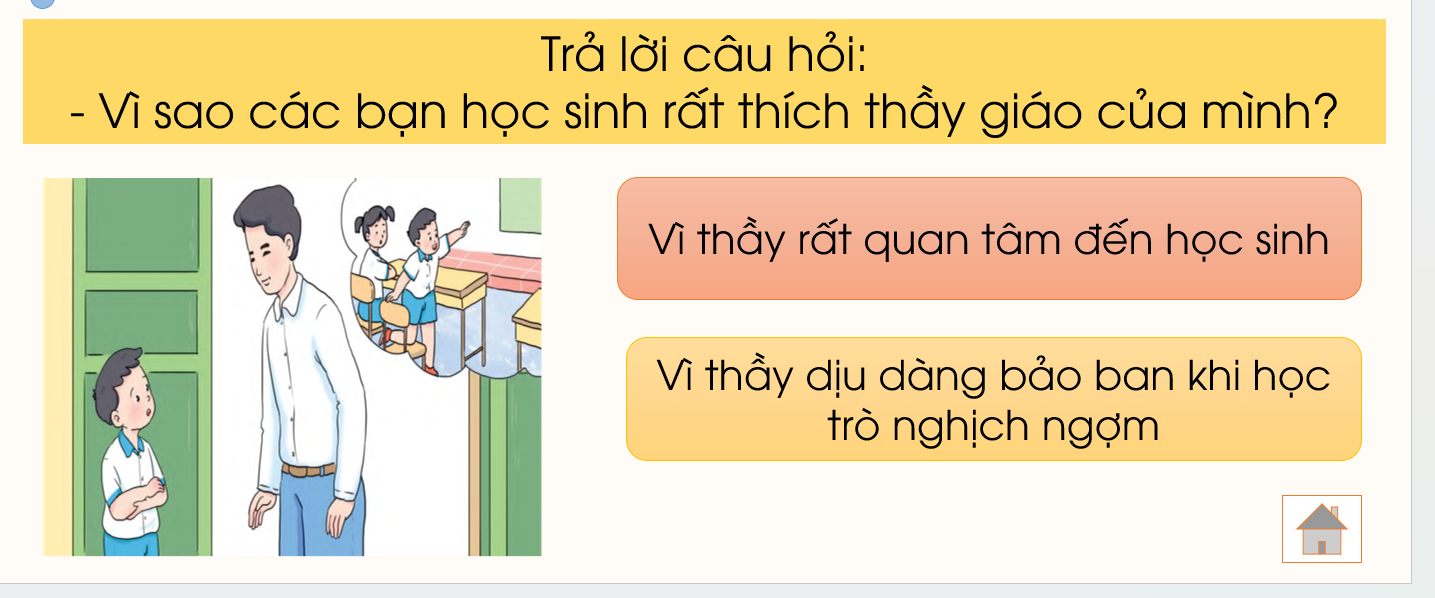 Trả lời câu hỏi:
- Vì sao các bạn học sinh rất thích thầy giáo của mình?
Vì thầy rất quan tâm đến học sinh
Vì thầy dịu dàng bảo ban khi học
trò nghịch ngợm